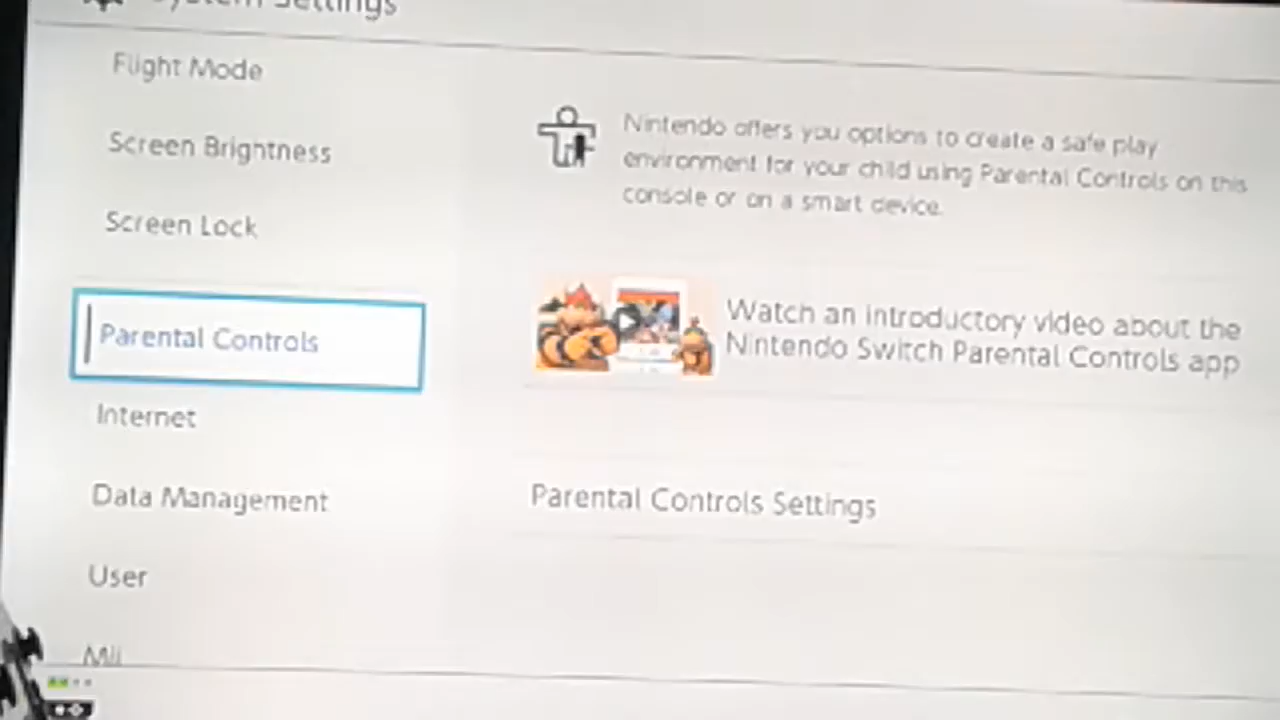 System Settings
Flight Mode
Screen Brightness
Screen Lock
Parental Controls
Internet
Data Management
User
Mii
Nintendo offers you options to create a safe play
environment for your child using Parental Controls on this
console or on a smart device.
Watch an introductory video about the
Nintendo Switch Parental Controls app
Parental Controls Settings